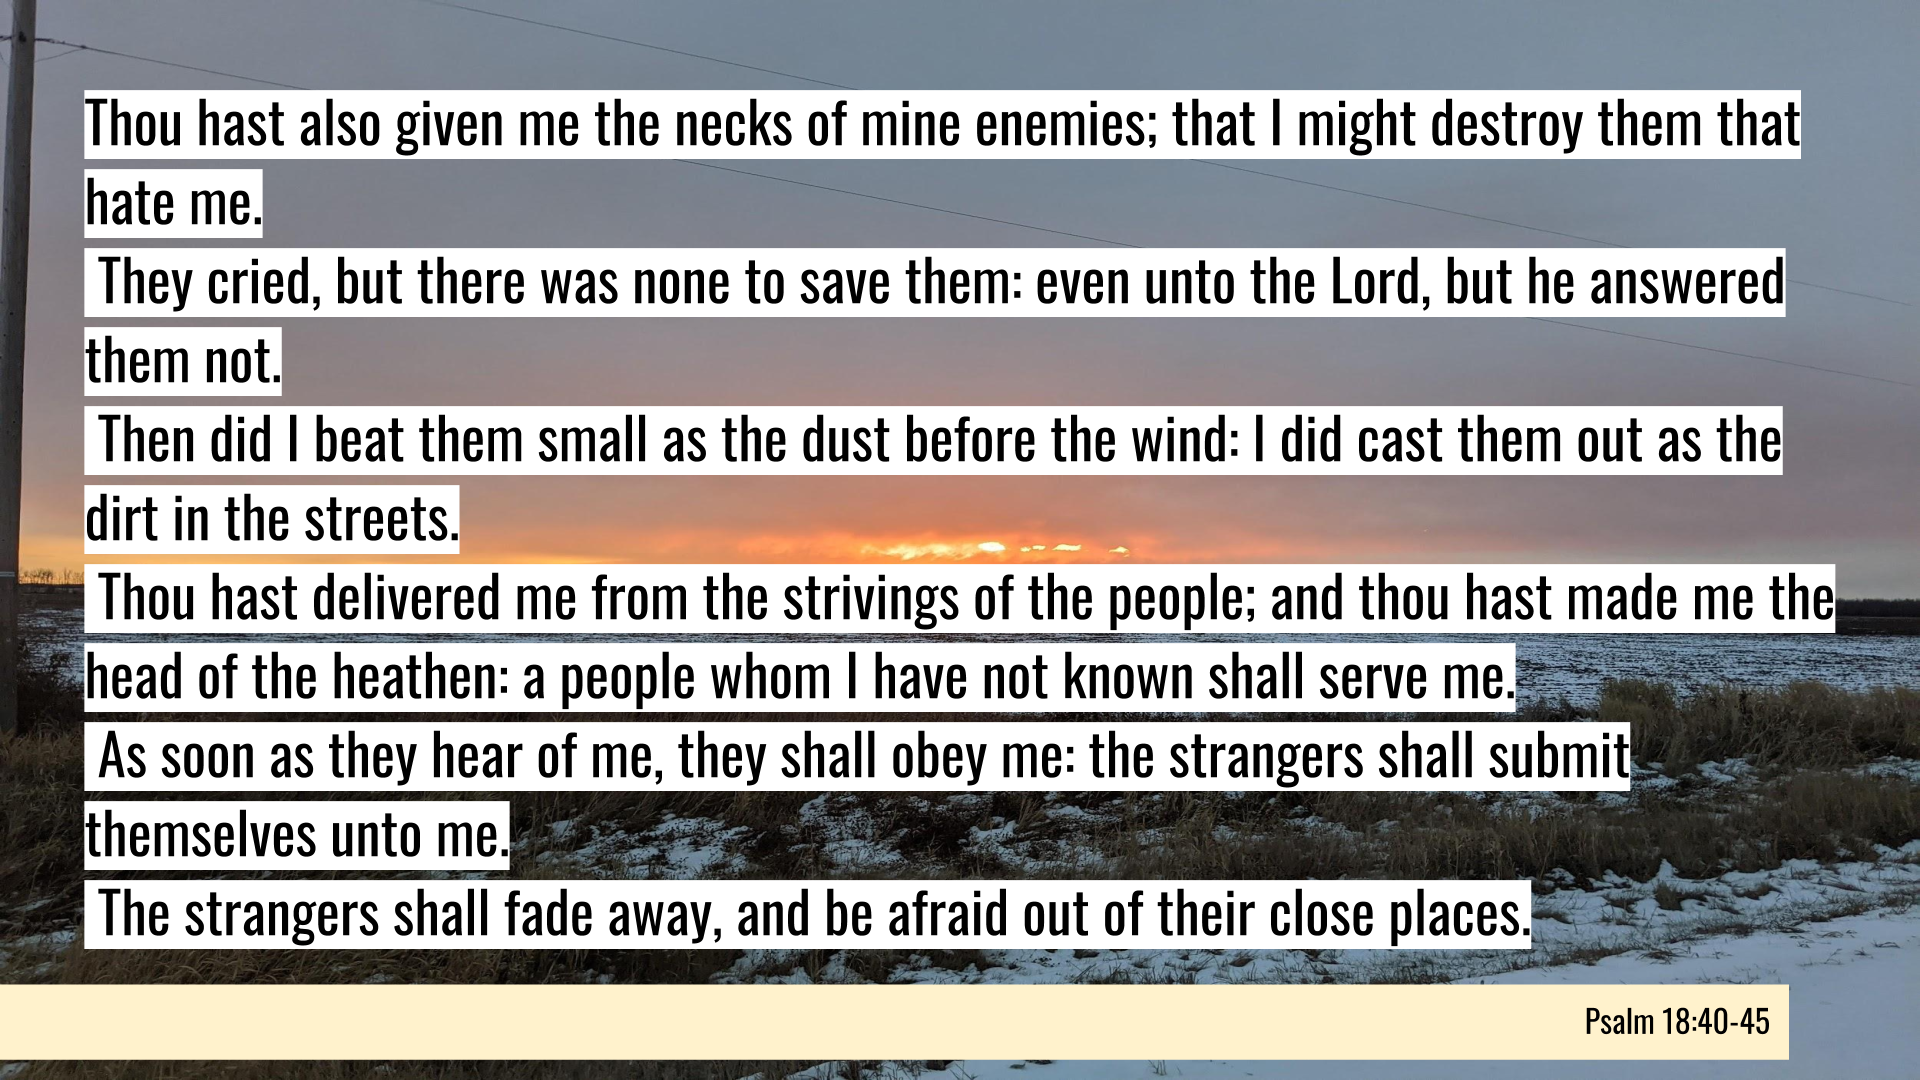 Thou hast also given me the necks of mine enemies; that I might destroy them that
hate me.
They cried, but there was none to save them: even unto the Lord, but he answered
them not.
Then did I beat them small as the dust before the wind: I did cast them out as the
dirt in the streets.
Thou hast delivered me from the strivings of the people; and thou hast made me the
head of the heathen: a people whom I have not known shall serve me.
As soon as they hear of me, they shall obey me: the strangers shall submit
themselves unto me.
The strangers shall fade away, and be afraid out of their close places.
Psalm 18:40-45